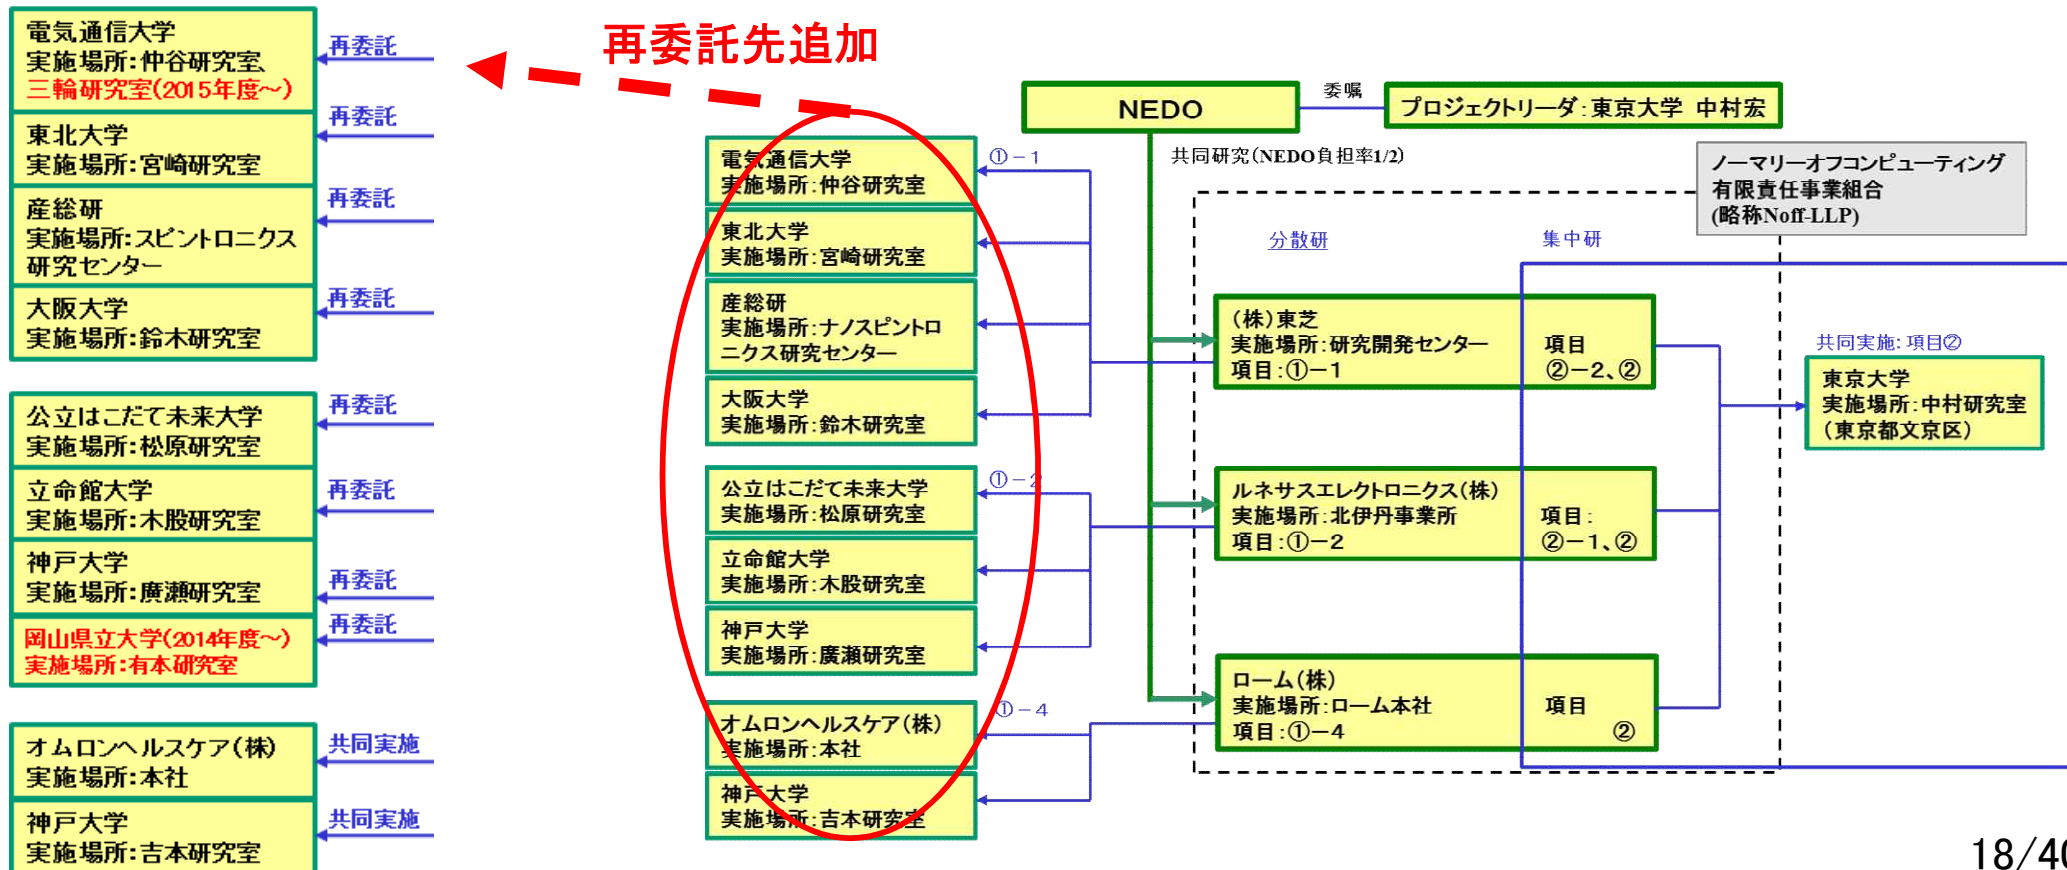 電気通信大学
実施場所:仲谷研究室、
三輪研究室(2015年度～)
再委託
東北大学
実施場所:宮崎研究室
再委託
産総研
実施場所:スピントロニクス
研究センター
再委託
大阪大学
実施場所:鈴木研究室
再委託
公立はこだて未来大学
実施場所:松原研究室
再委託
立命館大学
実施場所:木股研究室
再委託
神戸大学
実施場所:廣瀬研究室
再委託
岡山県立大学(2014年度～)
実施場所:有本研究室
再委託
オムロンヘルスケア(株)
実施場所:本社
共同実施
神戸大学
実施場所:吉本研究室
共同実施
再委託先追加
NEDO
委嘱
プロジェクトリーダ:東京大学 中村宏
共同研究(NEDO負担率1/2)
ノーマリーオフコンピューティング
有限責任事業組合
(略称Noff-LLP)
分散研
集中研
電気通信大学
実施場所:仲谷研究室
①－1
東北大学
実施場所:宮崎研究室
産総研
実施場所:ナノスピントロ
ニクス研究センター
大阪大学
実施場所:鈴木研究室
公立はこだて未来大学
実施場所:松原研究室
①－2
立命館大学
実施場所:木股研究室
神戸大学
実施場所:廣瀬研究室
オムロンヘルスケア(株)
実施場所:本社
①－4
神戸大学
実施場所:吉本研究室
(株)東芝
実施場所:研究開発センター
項目:①－1
項目
②－2、②
ルネサスエレクトロニクス(株)
実施場所:北伊丹事業所
項目:①－2
項目:
②－1、②
ローム(株)
実施場所:ローム本社
項目:①－4
項目
②
共同実施:項目②
東京大学
実施場所:中村研究室
(東京都文京区)
18/40